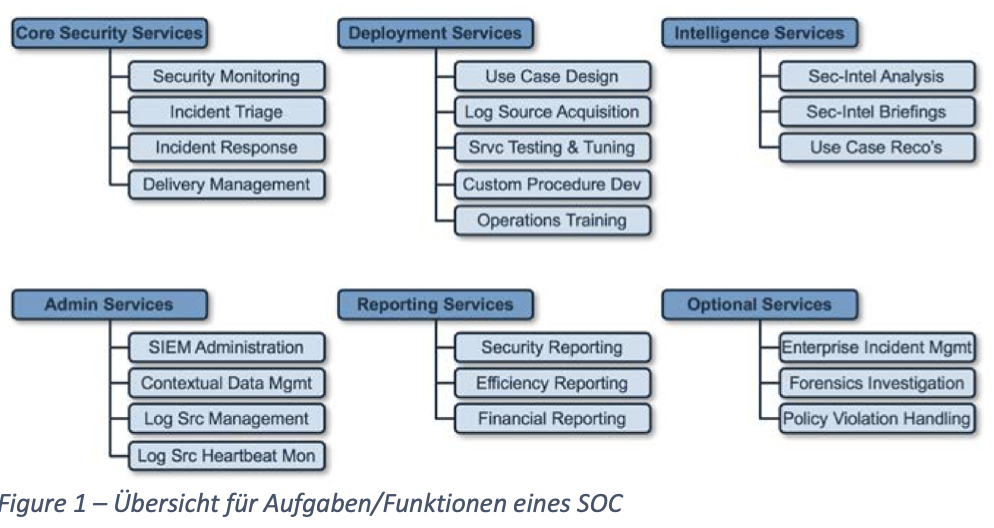 Core Security Services
Security Monitoring
Incident Triage
Incident Response
Delivery Management
Deployment Services
Use Case Design
Log Source Acquisition
Srvc Testing & Tuning
Custom Procedure Dev
Operations Training
Intelligence Services
Sec-Intel Analysis
Sec-Intel Briefings
Use Case Reco's
Admin Services
SIEM Administration
Contextual Data Mgmt
Log Src Management
Log Src Heartbeat Mon
Reporting Services
Security Reporting
Efficiency Reporting
Financial Reporting
Optional Services
Enterprise Incident Mgmt
Forensics Investigation
Policy Violation Handling
Figure 1 – Übersicht für Aufgaben/Funktionen eines SOC